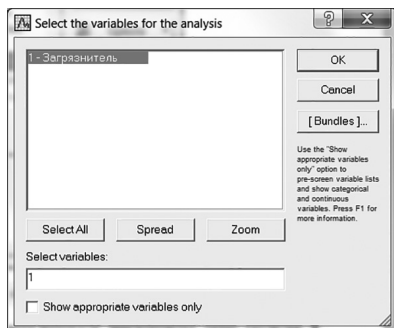 Select the variables for the analysis
1 - Загрязнитель
OK
Cancel
[ Bundles ]...
Use the "Show
appropriate variables
only" option to
pre-screen variable lists
and show categorical
and continuous
variables. Press F1 for
more information.
Select All
Spread
Zoom
Select variables:
1
Show appropriate variables only